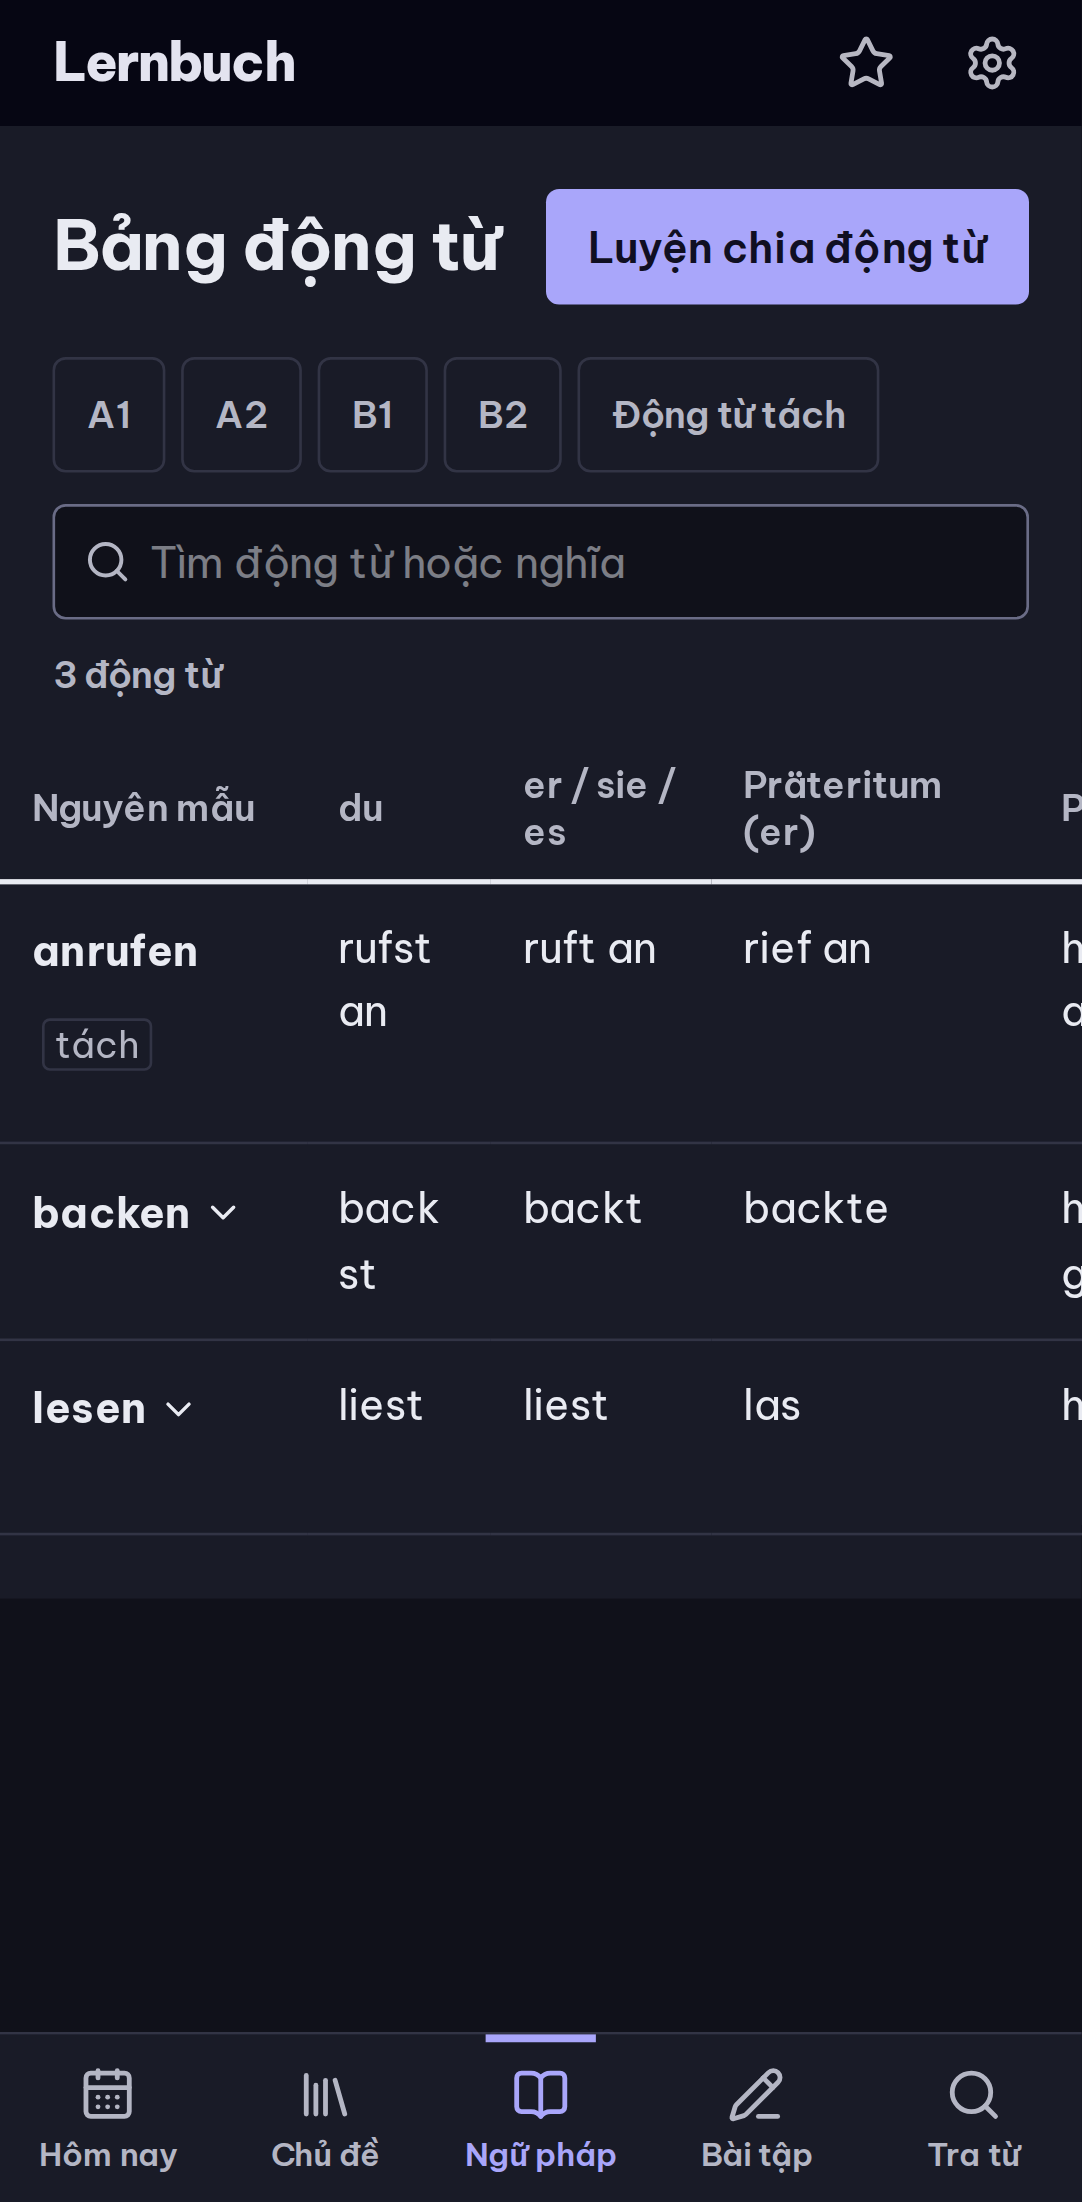 Lernbuch
Bảng động từ
Luyện chia động từ
A1 A2 B1 B2 Động từ tách
Tìm động từ hoặc nghĩa
3 động từ
Nguyên mẫu du er / sie / es Präteritum (er)
anrufen rufst an ruft an rief an
tách
backen backst backt backte
lesen liest liest las
Hôm nay Chủ đề Ngữ pháp Bài tập Tra từ